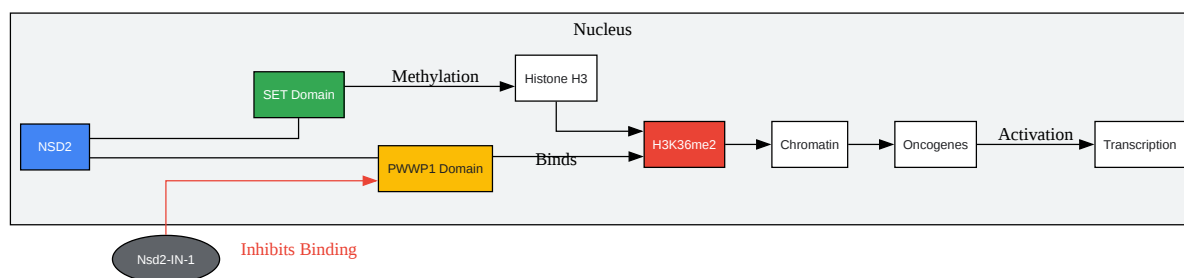 Nucleus
Methylation
Histone H3
SET Domain
NSD2
PWWP1 Domain
Binds
H3K36me2
Chromatin
Oncogenes
Activation
Transcription
Nsd2-IN-1
Inhibits Binding